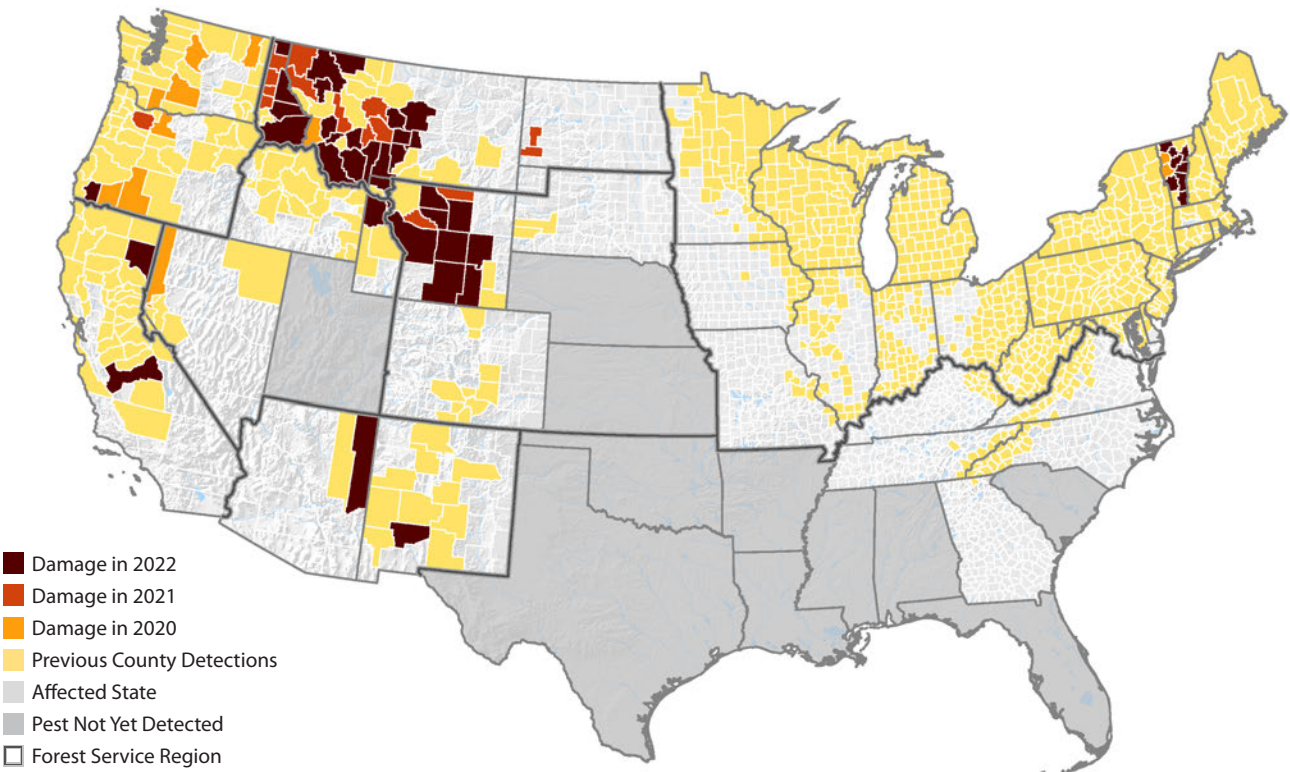 Damage in 2022
Damage in 2021
Damage in 2020
Previous County Detections
Affected State
Pest Not Yet Detected
Forest Service Region